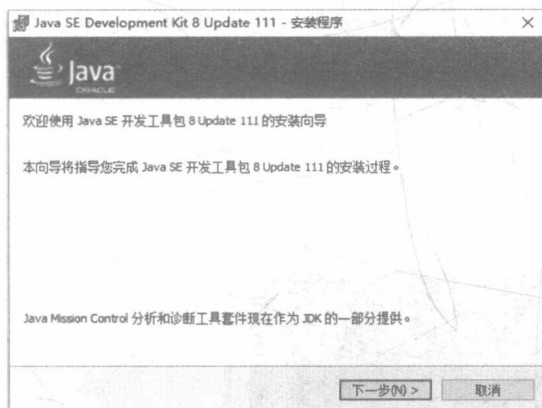 Java SE Development Kit 8 Update 111 - 安装程序
Java
ORACLE
欢迎使用 Java SE 开发工具包 8 Update 111 的安装向导
本向导将指导您完成 Java SE 开发工具包 8 Update 111 的安装过程。
Java Mission Control 分析和诊断工具套件现在作为 JDK 的一部分提供。
下一步(N) >
取消